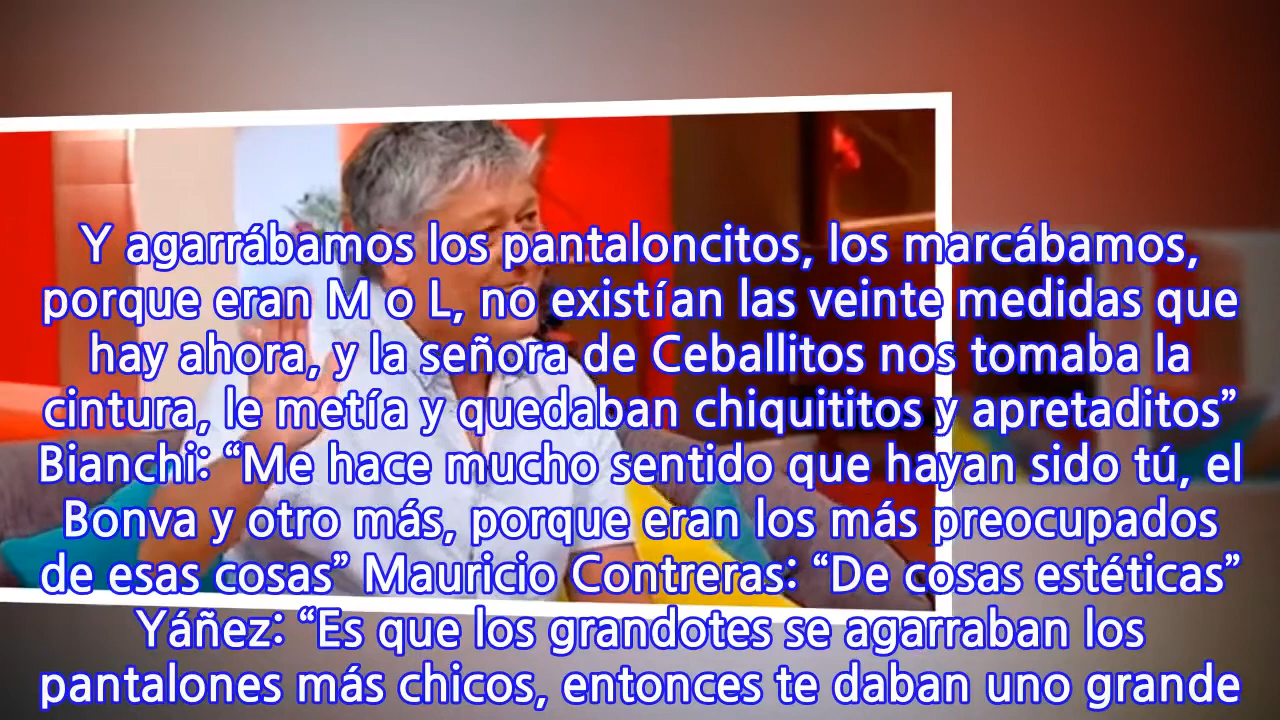 Y agarrábamos los pantaloncitos, los marcábamos,
porque eran M o L, no existían las veinte medidas que
hay ahora, y la señora de Ceballitos nos tomaba la
cintura, le metía y quedaban chiquititos y apretaditos”
Bianchi: “Me hace mucho sentido que hayan sido tú, el
Bonva y otro más, porque eran los más preocupados
de esas cosas” Mauricio Contreras: “De cosas estéticas”
Yáñez: “Es que los grandotes se agarraban los
pantalones más chicos, entonces te daban uno grande